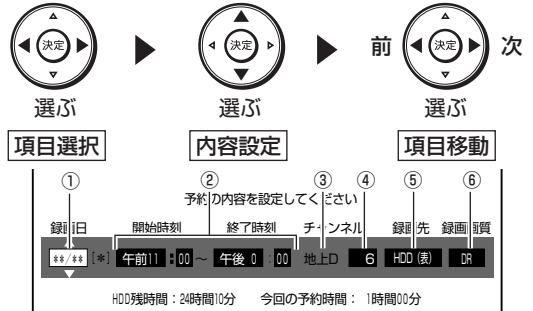 決定 決定 前 決定 次
選ぶ 選ぶ 選ぶ
項目選択 内容設定 項目移動
① ② ③ ④ ⑤ ⑥
予約の内容を設定してください
録画日 開始時刻 終了時刻 チャンネル 録画先 録画画質
**/** [*] 午前11:00~ 午後 0:00 地上D 6 HDD(表) DR
HDD残時間:24時間10分 今回の予約時間: 1時間00分